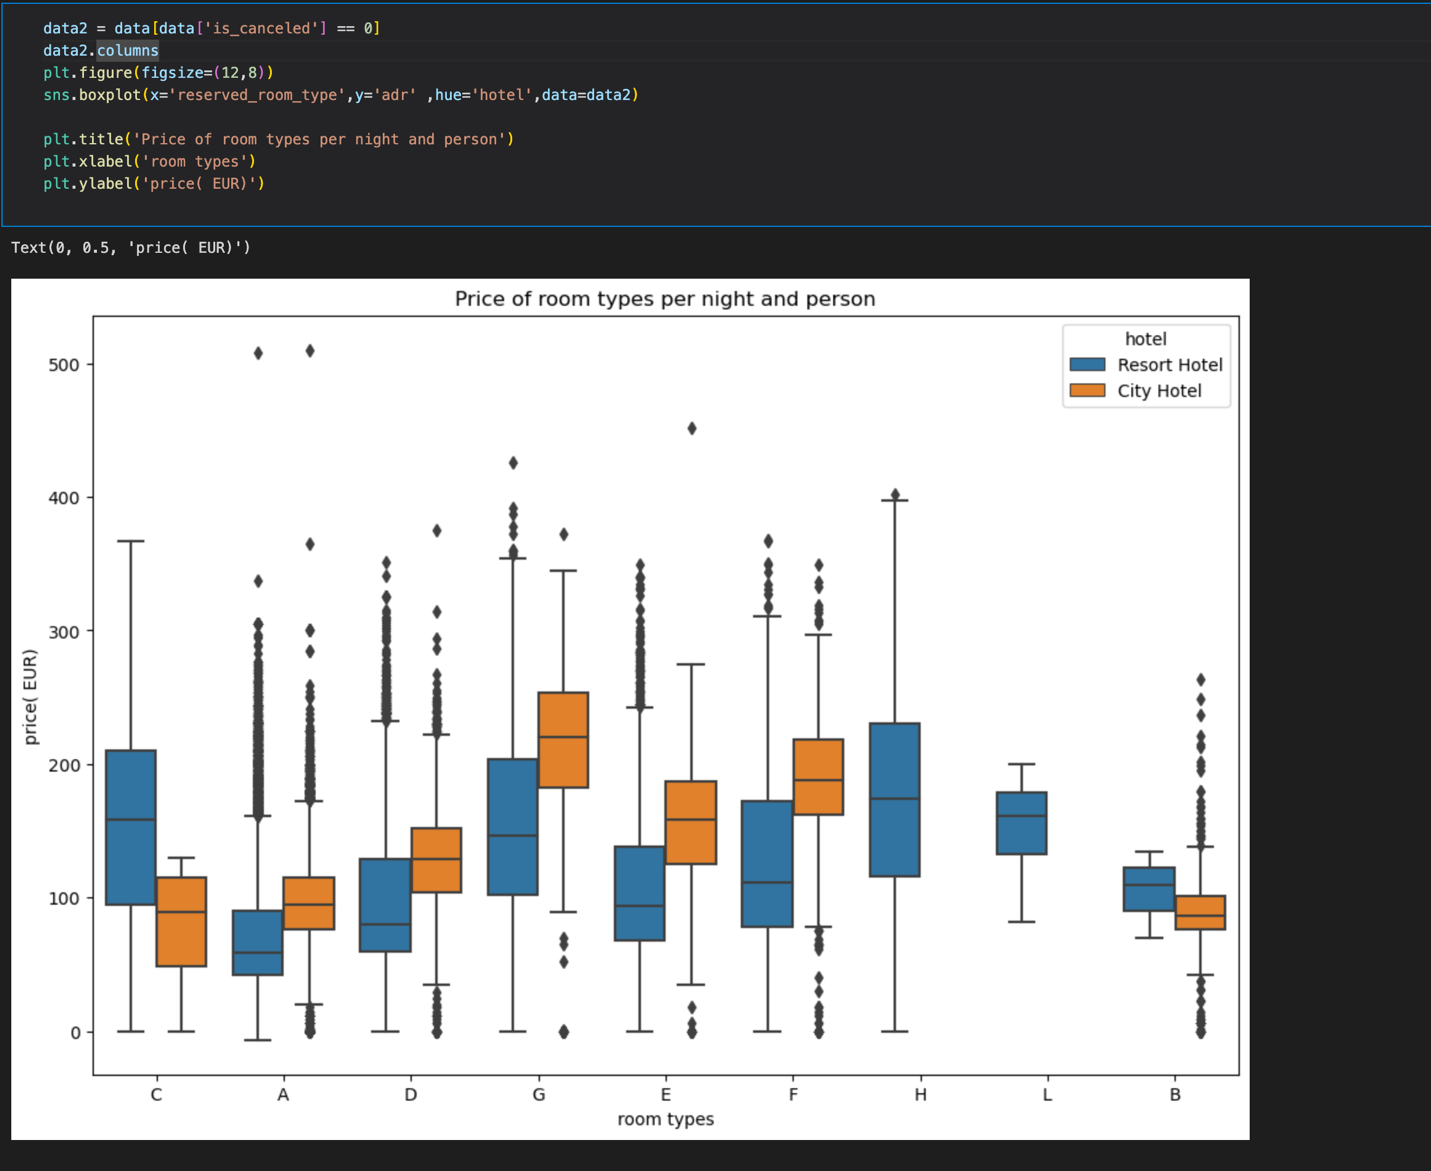 data2 = data[data['is_canceled'] == 0]
data2.columns
plt.figure(figsize=(12,8))
sns.boxplot(x='reserved_room_type',y='adr' ,hue='hotel',data=data2)
plt.title('Price of room types per night and person')
plt.xlabel('room types')
plt.ylabel('price( EUR)')
Text(0, 0.5, 'price( EUR)')
Price of room types per night and person
hotel
Resort Hotel
City Hotel
500
400
300
200
100
0
price( EUR)
C A D G E F H L B
room types